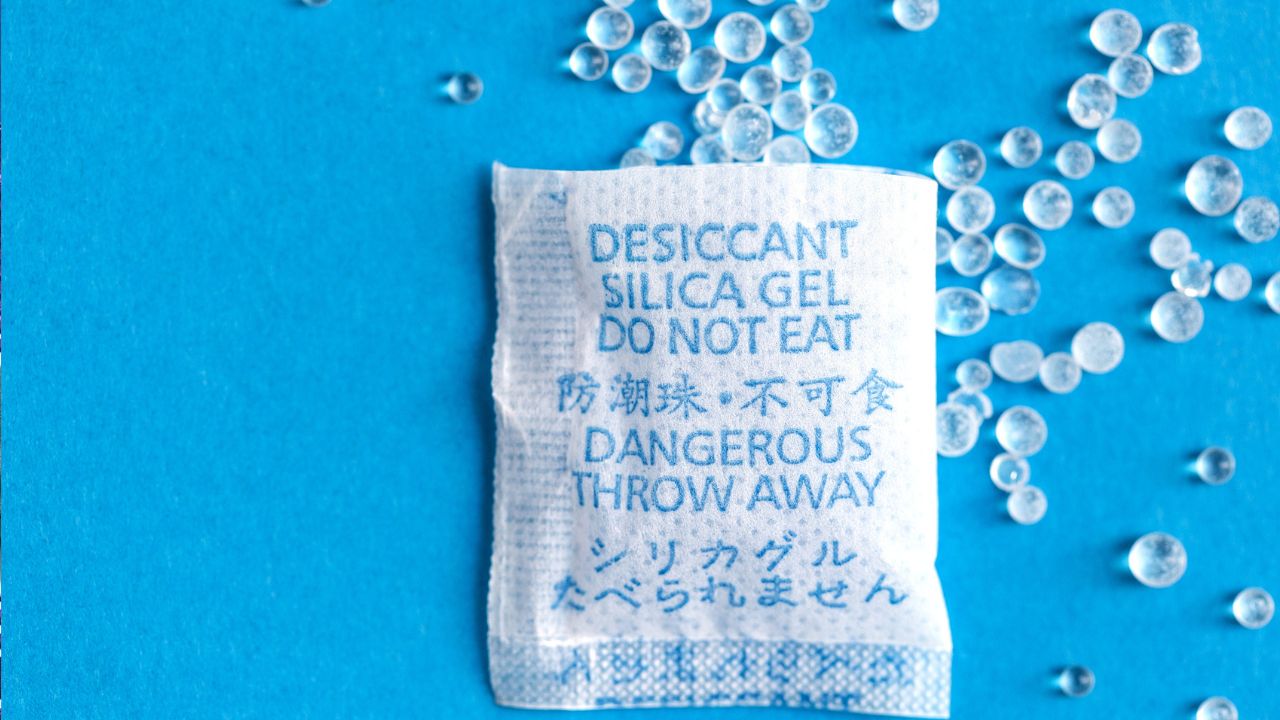 DESICCANT
SILICA GEL
DO NOT EAT
防潮珠·不可食
DANGEROUS
THROW AWAY
シリカグル
たべられません